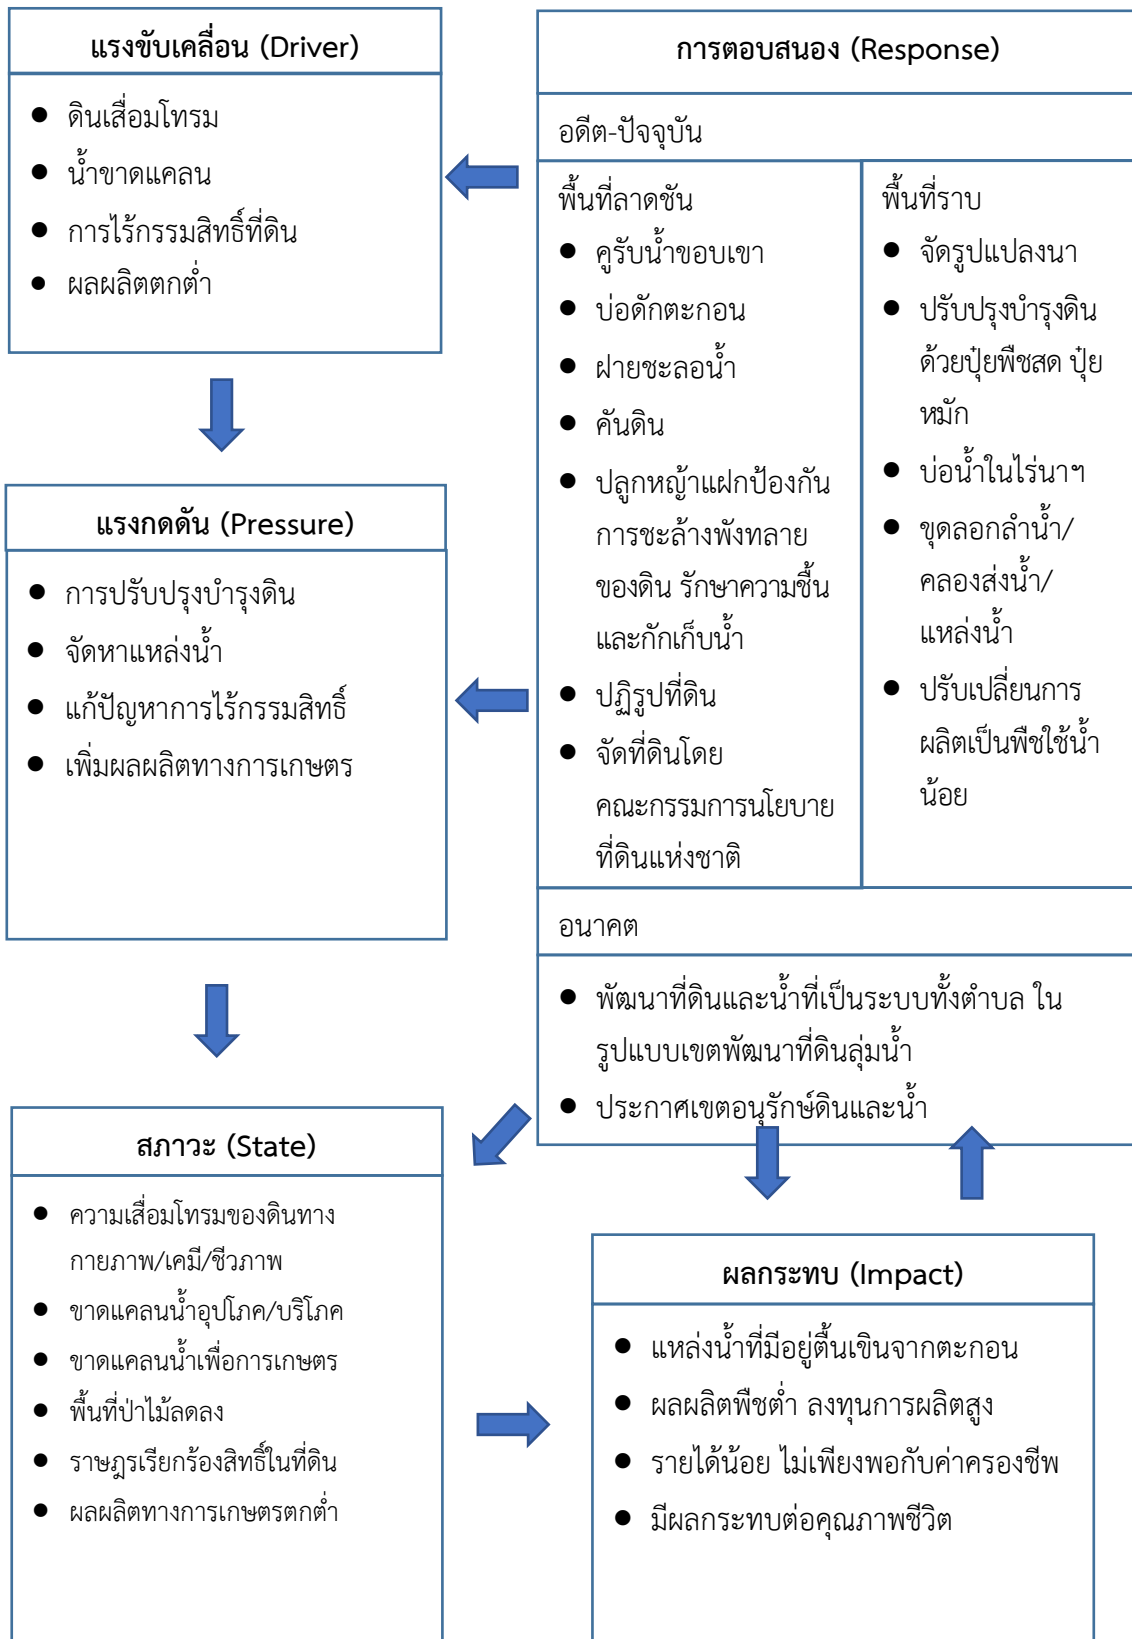 แรงขับเคลื่อน (Driver)
● ดินเสื่อมโทรม
● น้ำขาดแคลน
● การไร้กรรมสิทธิ์ที่ดิน
● ผลผลิตตกต่ำ
แรงกดดัน (Pressure)
● การปรับปรุงบำรุงดิน
● จัดหาแหล่งน้ำ
● แก้ปัญหาการไร้กรรมสิทธิ์
● เพิ่มผลผลิตทางการเกษตร
สภาวะ (State)
● ความเสื่อมโทรมของดินทาง
กายภาพ/เคมี/ชีวภาพ
● ขาดแคลนน้ำอุปโภค/บริโภค
● ขาดแคลนน้ำเพื่อการเกษตร
● พื้นที่ป่าไม้ลดลง
● ราษฎรเรียกร้องสิทธิ์ในที่ดิน
● ผลผลิตทางการเกษตรตกต่ำ
การตอบสนอง (Response)
อดีต-ปัจจุบัน
พื้นที่ลาดชัน
● คูรับน้ำขอบเขา
● บ่อดักตะกอน
● ฝายชะลอน้ำ
● คันดิน
● ปลูกหญ้าแฝกป้องกัน
การชะล้างพังทลาย
ของดิน รักษาความชื้น
และกักเก็บน้ำ
● ปฏิรูปที่ดิน
● จัดที่ดินโดย
คณะกรรมการนโยบาย
ที่ดินแห่งชาติ
พื้นที่ราบ
● จัดรูปแปลงนา
● ปรับปรุงบำรุงดิน
ด้วยปุ๋ยพืชสด ปุ๋ย
หมัก
● บ่อน้ำในไร่นาฯ
● ขุดลอกลำน้ำ/
คลองส่งน้ำ/
แหล่งน้ำ
● ปรับเปลี่ยนการ
ผลิตเป็นพืชใช้น้ำ
น้อย
อนาคต
● พัฒนาที่ดินและน้ำที่เป็นระบบทั้งตำบล ใน
รูปแบบเขตพัฒนาที่ดินลุ่มน้ำ
● ประกาศเขตอนุรักษ์ดินและน้ำ
ผลกระทบ (Impact)
● แหล่งน้ำที่มีอยู่ตื้นเขินจากตะกอน
● ผลผลิตพืชต่ำ ลงทุนการผลิตสูง
● รายได้น้อย ไม่เพียงพอกับค่าครองชีพ
● มีผลกระทบต่อคุณภาพชีวิต